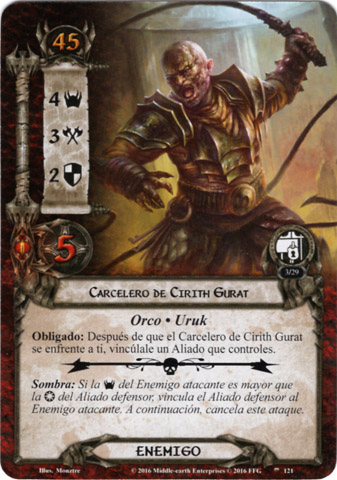 45
4
3
2
5
3/29
Carcelero de Cirith Gurat
Orco • Uruk
Obligado: Después de que el Carcelero de Cirith Gurat
se enfrente a ti, vincúlale un Aliado que controles.
Sombra: Si la del Enemigo atacante es mayor que
la del Aliado defensor, vincula el Aliado defensor al
Enemigo atacante. A continuación, cancela este ataque.
ENEMIGO
Illus. Monztre © 2016 Middle-earth Enterprises © 2016 FFG 121